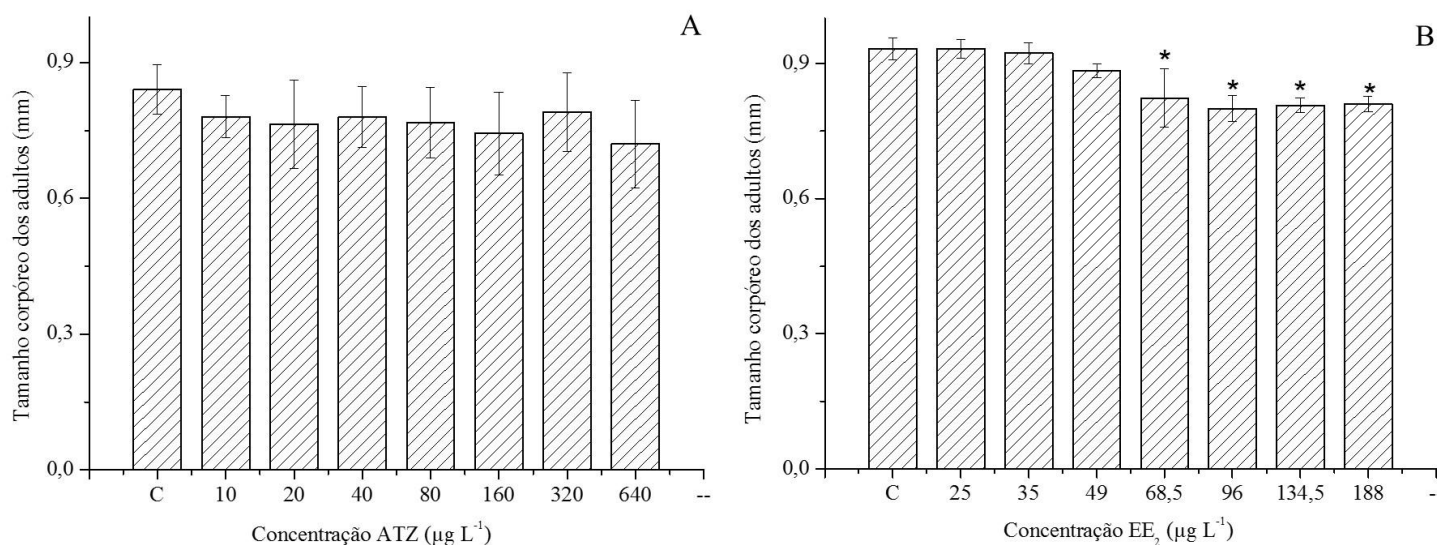 A
Tamanho corpóreo dos adultos (mm)
0,9
0,6
0,3
0,0
C 10 20 40 80 160 320 640 --
Concentração ATZ (µg L⁻¹)
B
Tamanho corpóreo dos adultos (mm)
0,9
0,6
0,3
0,0
* * * *
C 25 35 49 68,5 96 134,5 188 -
Concentração EE₂ (µg L⁻¹)